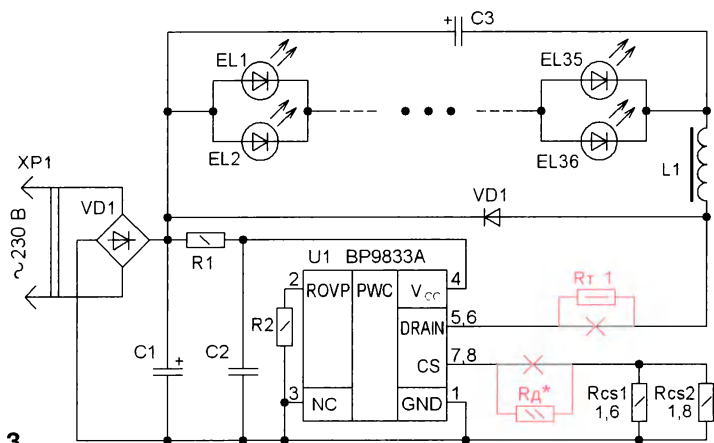 + C3
EL1
EL35
EL2
EL36
L1
XP1
VD1
VD1
~230 В
R1
U1 BP9833A
2
ROVP
PWC
Vcc
4
Rт 1
R2
DRAIN
5,6
C1
+
C2
CS
7,8
3
NC
GND
1
Rд*
Rcs1
1,6
Rcs2
1,8
3